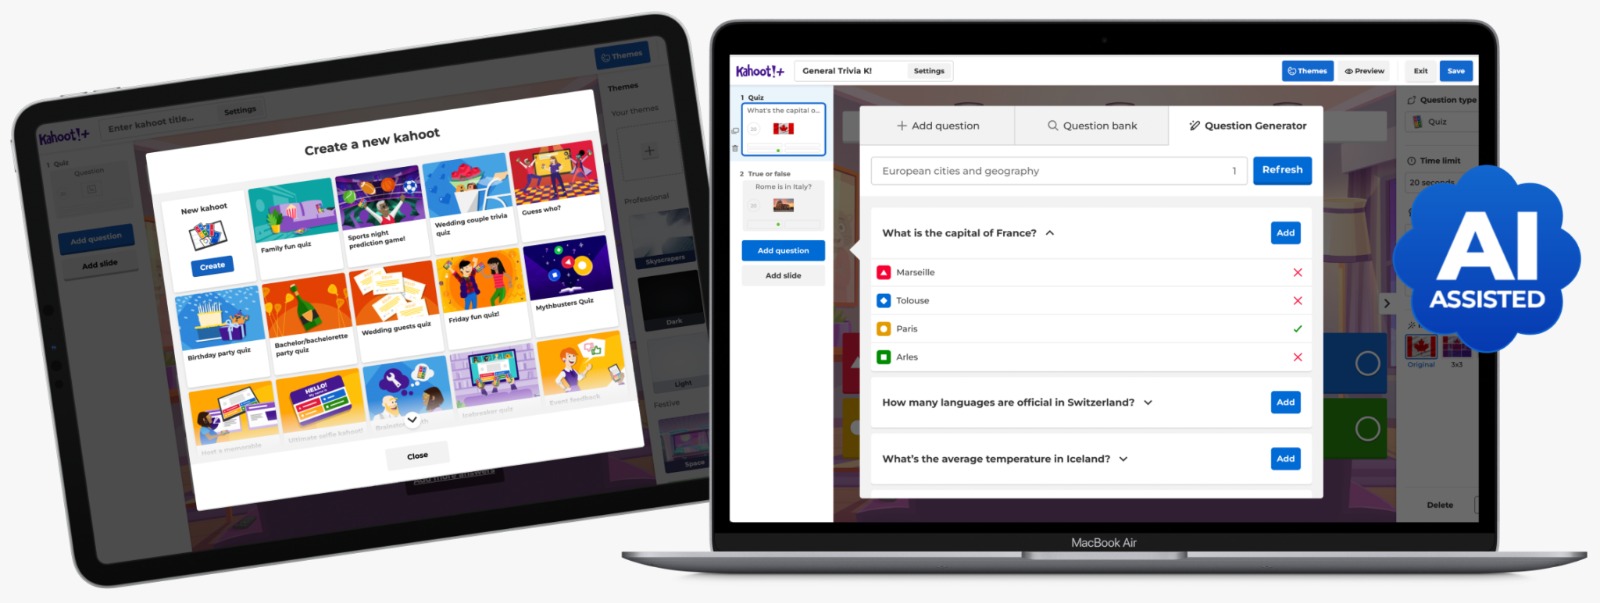 Kahoot!+
Enter kahoot title...
Settings
Themes
1 Quiz
Question
Add question
Add slide
Themes
Your themes
Professional
Skyscrapers
Dark
Light
Festive
Space
Create a new kahoot
New kahoot
Create
Family fun quiz
Sports night
prediction game!
Wedding couple trivia
quiz
Guess who?
Birthday party quiz
Bachelor/bachelorette
party quiz
Wedding guests quiz
Friday fun quiz!
Mythbusters Quiz
HELLO!
Host a memorable
Ultimate selfie kahoot!
Icebreaker quiz
Event feedback
Close
Add more answers
Kahoot!+
General Trivia K!
Settings
Themes
Preview
Exit
Save
1 Quiz
What's the capital o...
20
2 True or false
Rome is in Italy?
20
Add question
Add slide
Add question
Question bank
Question Generator
European cities and geography 1
Refresh
What is the capital of France?
Add
Marseille
Tolouse
Paris
Arles
How many languages are official in Switzerland?
Add
What's the average temperature in Iceland?
Add
Question type
Quiz
Time limit
20 seconds
Original
3x3
Delete
AI
ASSISTED
MacBook Air